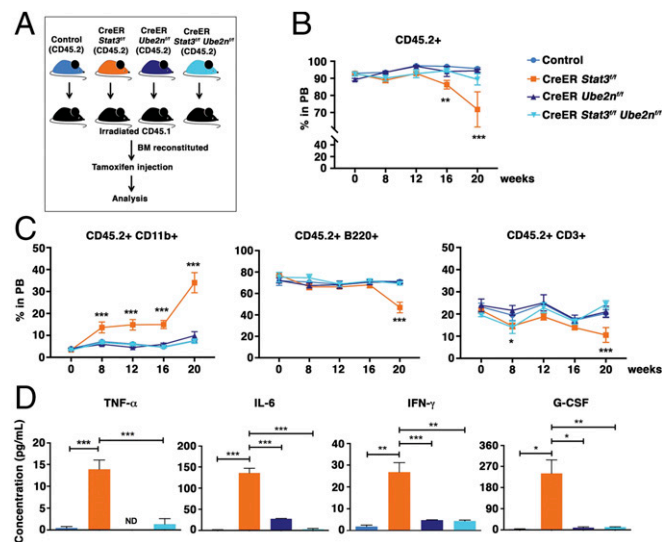 A
Control
(CD45.2)
CreER
Stat3f/f
(CD45.2)
CreER
Ube2nf/f
(CD45.2)
CreER
Stat3f/f Ube2nf/f
(CD45.2)
Irradiated CD45.1
BM reconstituted
Tamoxifen injection
Analysis
B
CD45.2+
% in PB
100
90
80
70
60
40
20
0
0 8 12 16 20 weeks
**
***
Control
CreER Stat3f/f
CreER Ube2nf/f
CreER Stat3f/f Ube2nf/f
C
CD45.2+ CD11b+
% in PB
50
40
30
20
10
0
0 8 12 16 20
*** *** *** ***
CD45.2+ B220+
100
80
60
40
20
0
0 8 12 16 20
***
CD45.2+ CD3+
50
40
30
20
10
0
0 8 12 16 20 weeks
* ***
D
Concentration (pg/mL)
TNF-α
20
15
10
5
0
*** ***
ND
IL-6
200
150
100
50
0
***
***
***
IFN-γ
40
30
20
10
0
**
***
**
G-CSF
360
270
180
90
0
*
*
**